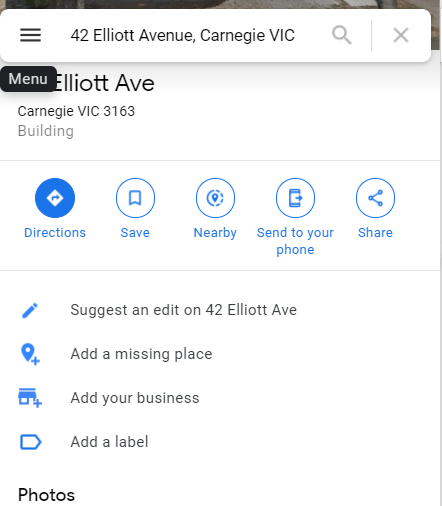 42 Elliott Avenue, Carnegie VIC
Menu
Elliott Ave
Carnegie VIC 3163
Building
Directions
Save
Nearby
Send to your
phone
Share
Suggest an edit on 42 Elliott Ave
Add a missing place
Add your business
Add a label
Photos